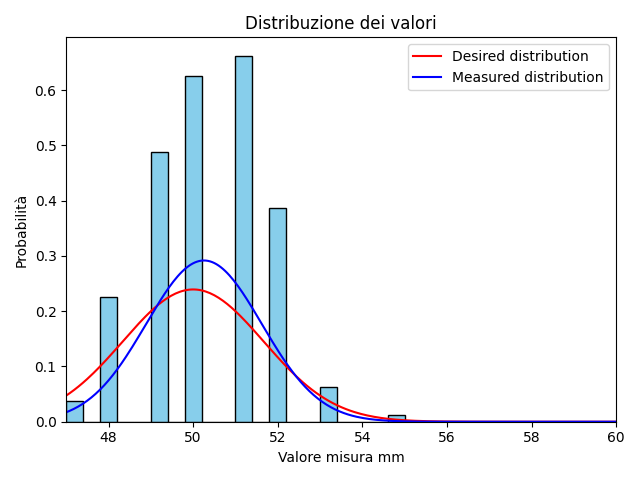 Distribuzione dei valori
Desired distribution
Measured distribution
Probabilità
0.6
0.5
0.4
0.3
0.2
0.1
0.0
48 50 52 54 56 58 60
Valore misura mm